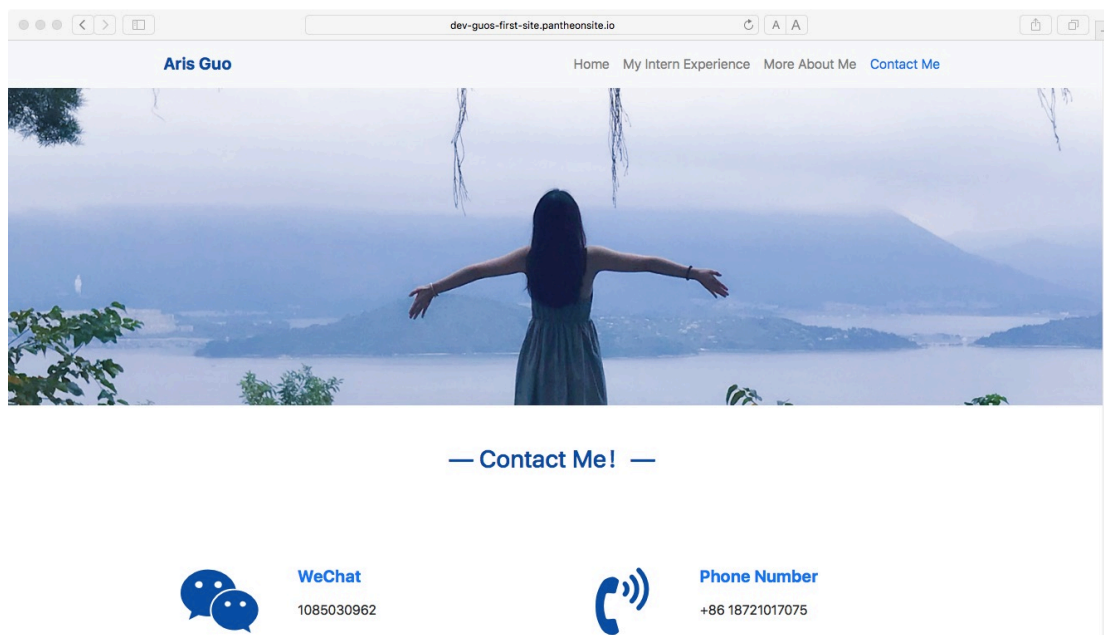 dev-guos-first-site.pantheonsite.io
A A
Aris Guo
Home My Intern Experience More About Me Contact Me
— Contact Me！ —
WeChat
1085030962
Phone Number
+86 18721017075